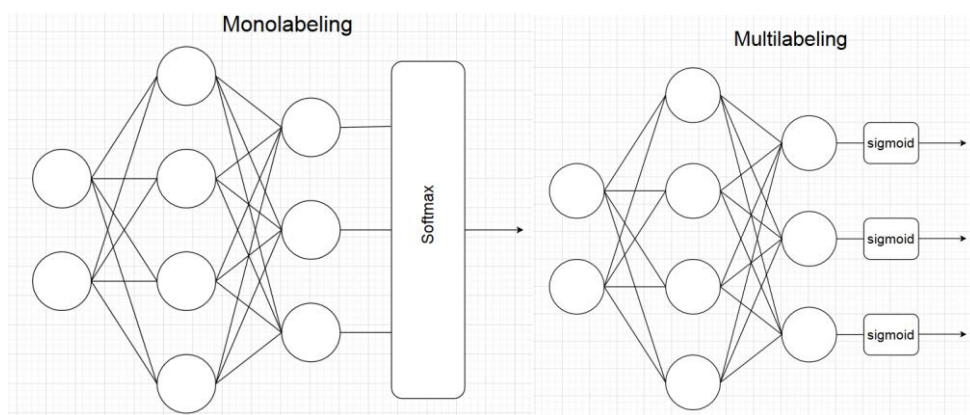 Monolabeling
Softmax
Multilabeling
sigmoid
sigmoid
sigmoid